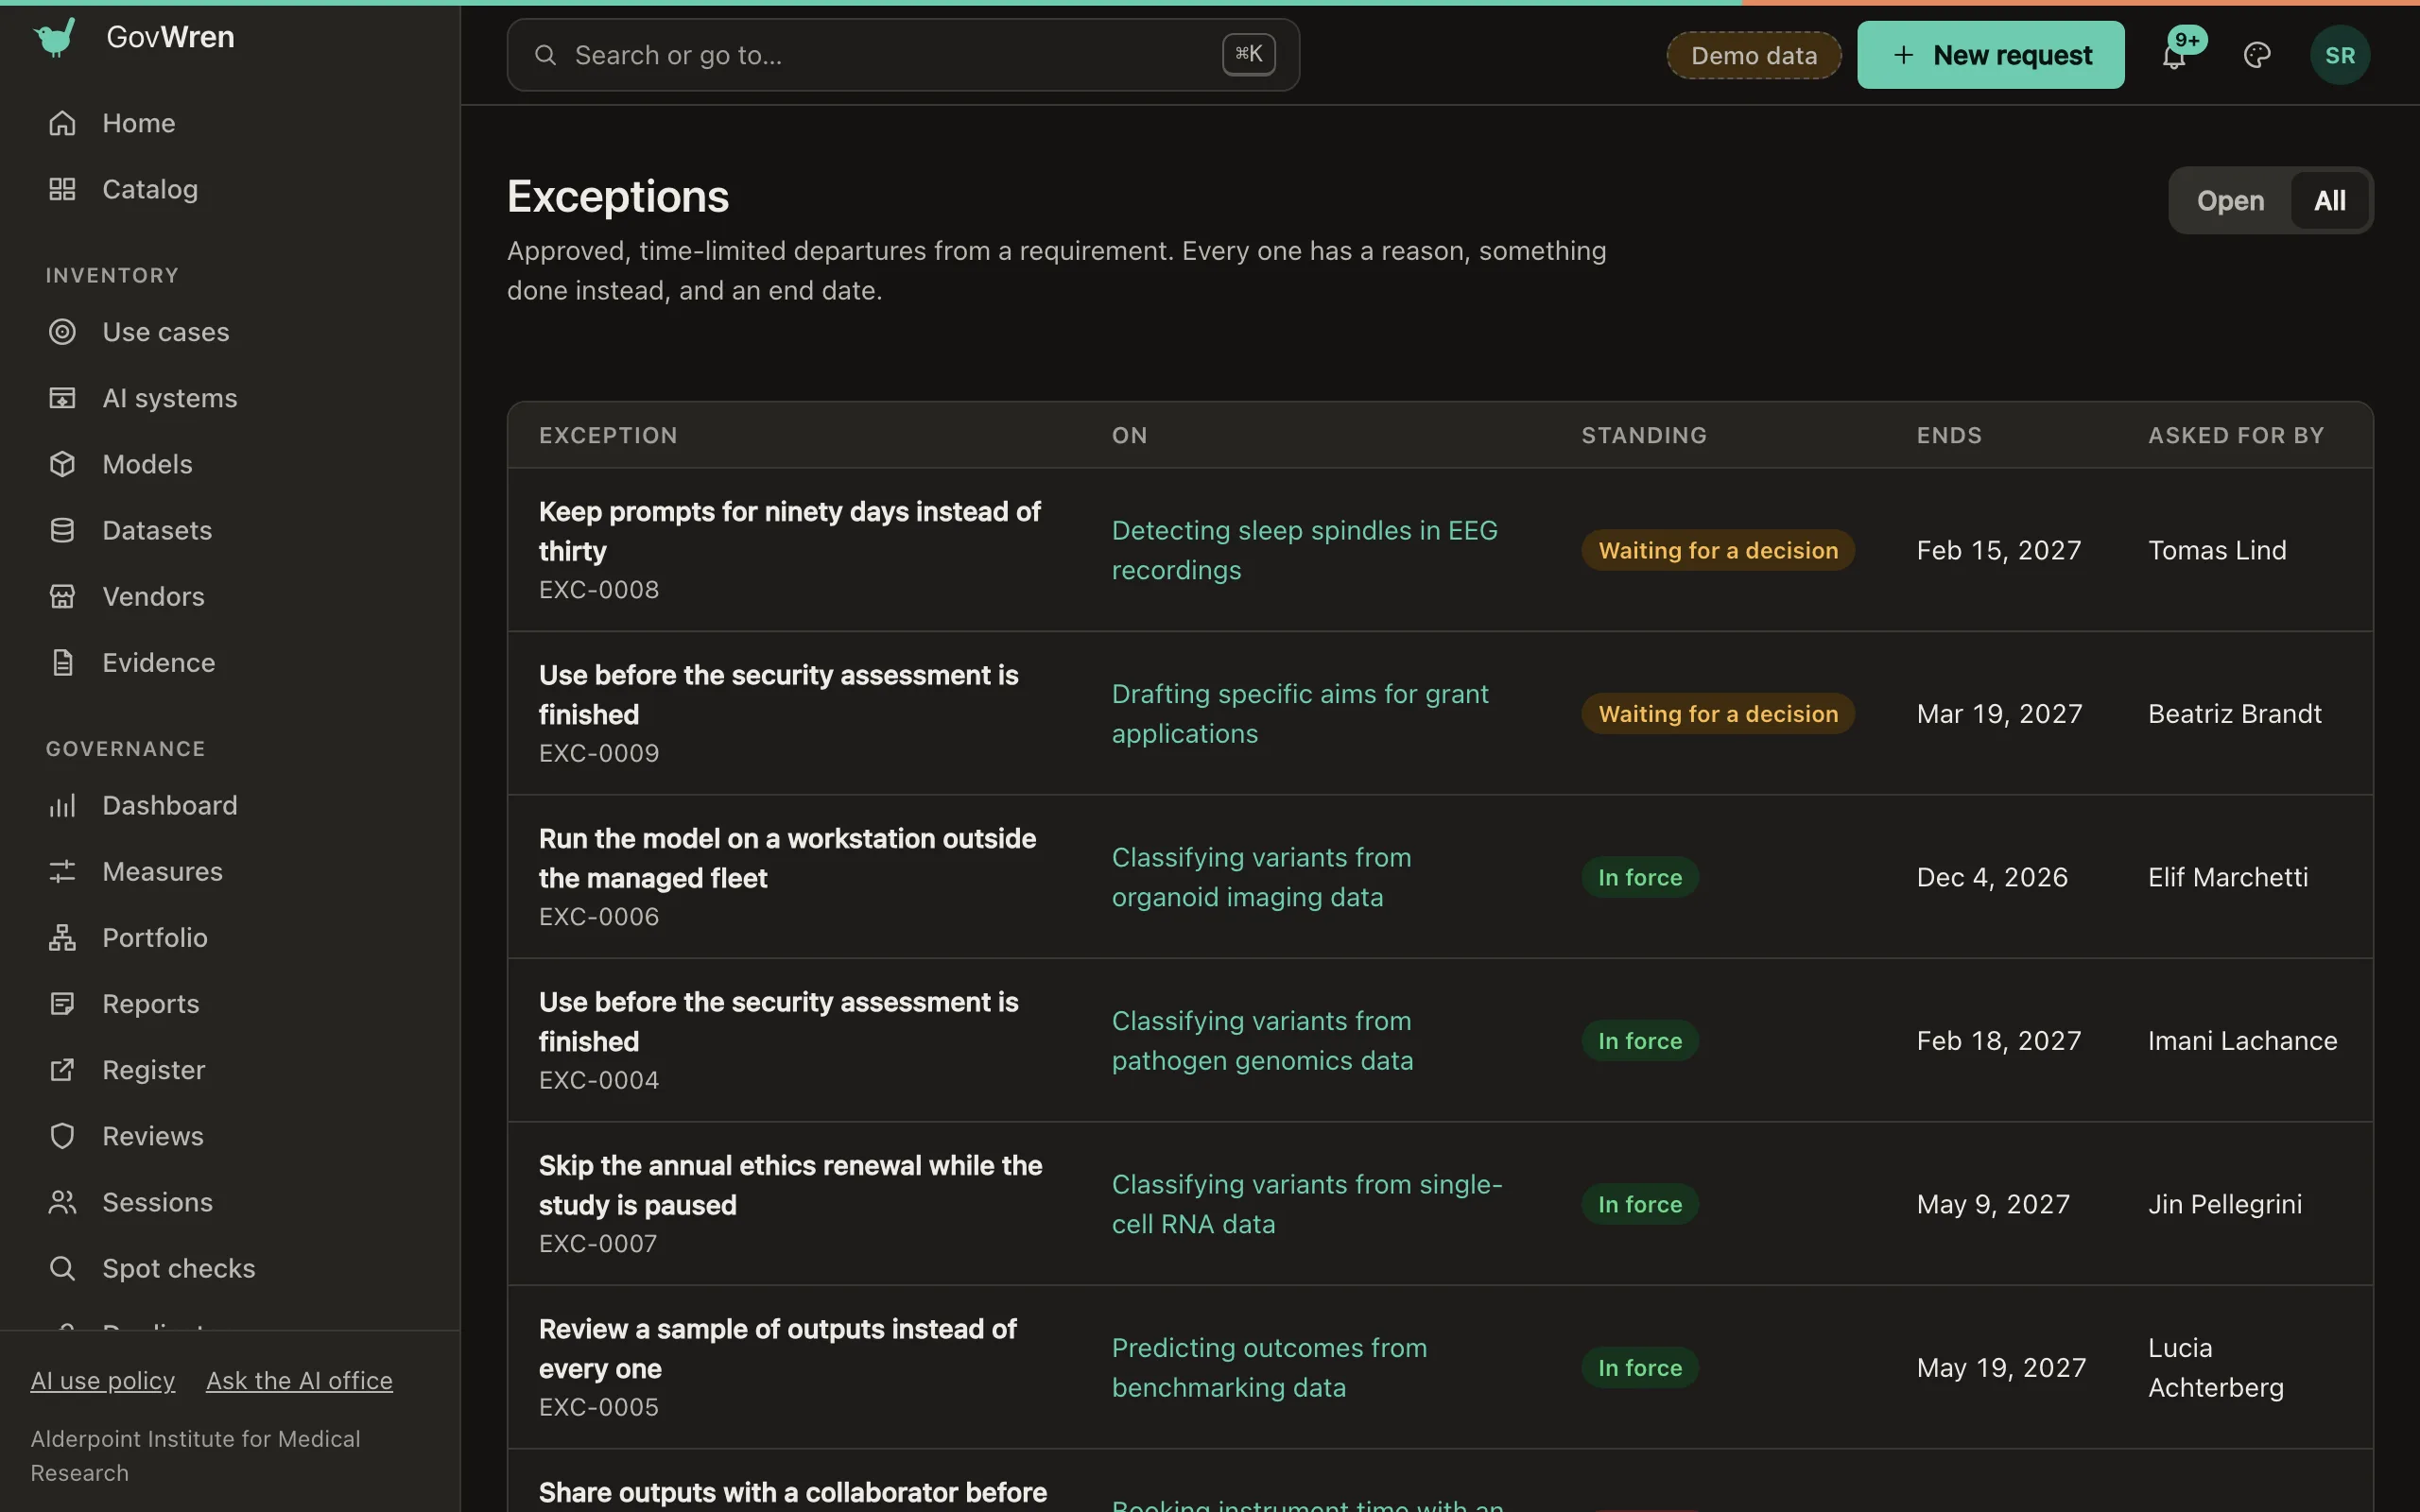 GovWren
Search or go to...
⌘K
Demo data
+ New request
9+
SR
Home
Catalog
INVENTORY
Use cases
AI systems
Models
Datasets
Vendors
Evidence
GOVERNANCE
Dashboard
Measures
Portfolio
Reports
Register
Reviews
Sessions
Spot checks
AI use policy
Ask the AI office
Alderpoint Institute for Medical
Research
Exceptions
Open
All
Approved, time-limited departures from a requirement. Every one has a reason, something
done instead, and an end date.
EXCEPTION
ON
STANDING
ENDS
ASKED FOR BY
Keep prompts for ninety days instead of
thirty
EXC-0008
Detecting sleep spindles in EEG
recordings
Waiting for a decision
Feb 15, 2027
Tomas Lind
Use before the security assessment is
finished
EXC-0009
Drafting specific aims for grant
applications
Waiting for a decision
Mar 19, 2027
Beatriz Brandt
Run the model on a workstation outside
the managed fleet
EXC-0006
Classifying variants from
organoid imaging data
In force
Dec 4, 2026
Elif Marchetti
Use before the security assessment is
finished
EXC-0004
Classifying variants from
pathogen genomics data
In force
Feb 18, 2027
Imani Lachance
Skip the annual ethics renewal while the
study is paused
EXC-0007
Classifying variants from single-
cell RNA data
In force
May 9, 2027
Jin Pellegrini
Review a sample of outputs instead of
every one
EXC-0005
Predicting outcomes from
benchmarking data
In force
May 19, 2027
Lucia
Achterberg
Share outputs with a collaborator before
Booking instrument time with an